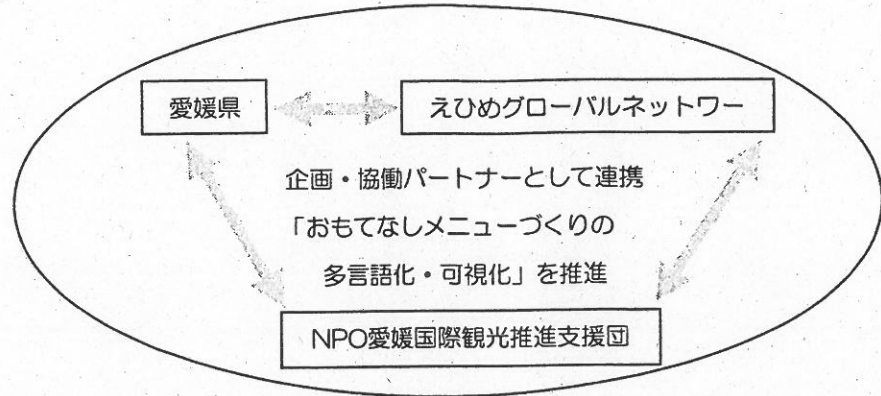 愛媛県
えひめグローバルネットワー
企画・協働パートナーとして連携
「おもてなしメニューづくりの
多言語化・可視化」を推進
NPO愛媛国際観光推進支援団